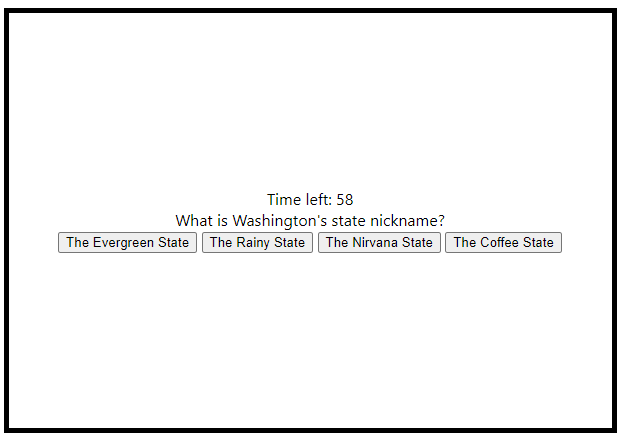 Time left: 58
What is Washington's state nickname?
The Evergreen State The Rainy State The Nirvana State The Coffee State